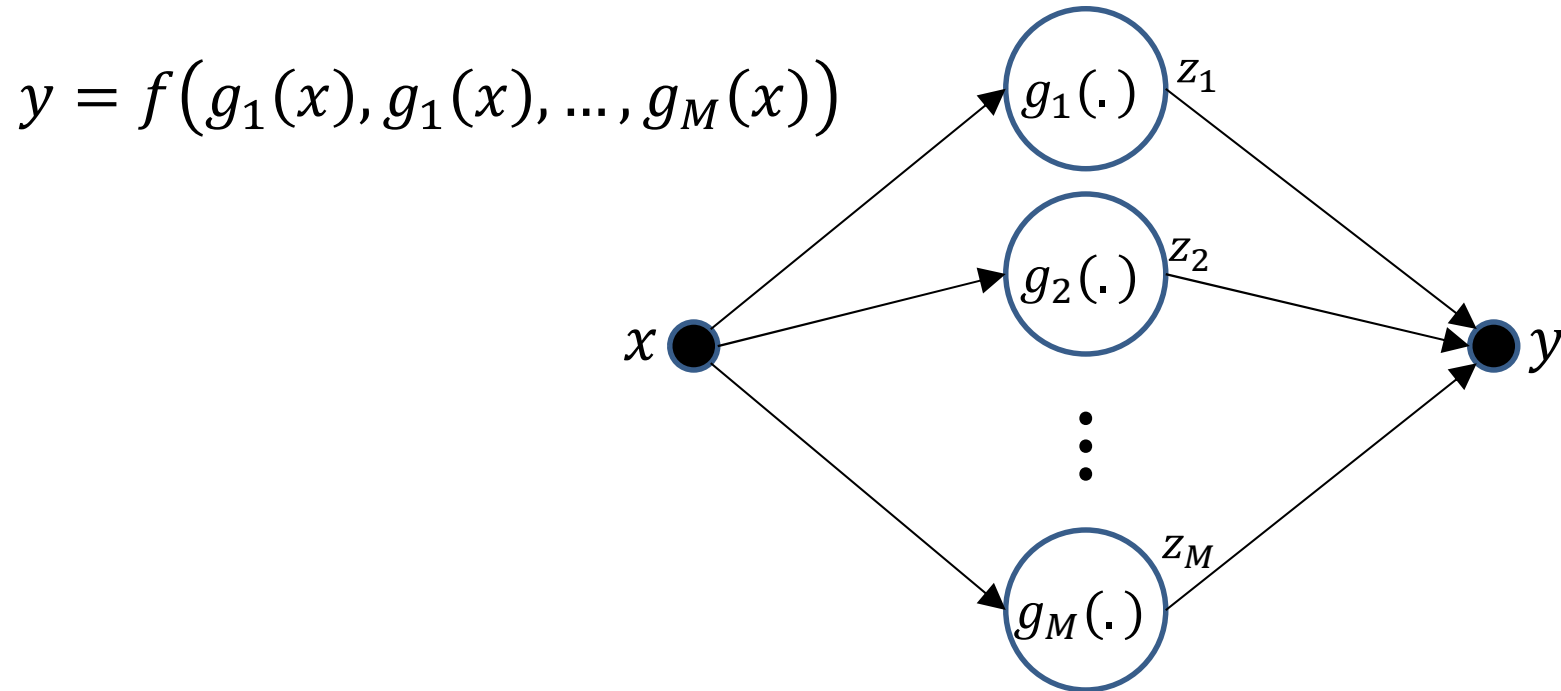 y = f(g₁(x), g₁(x), ... , g_M(x))
g₁(.)
z₁
g₂(.)
z₂
x
y
⋮
g_M(.)
z_M